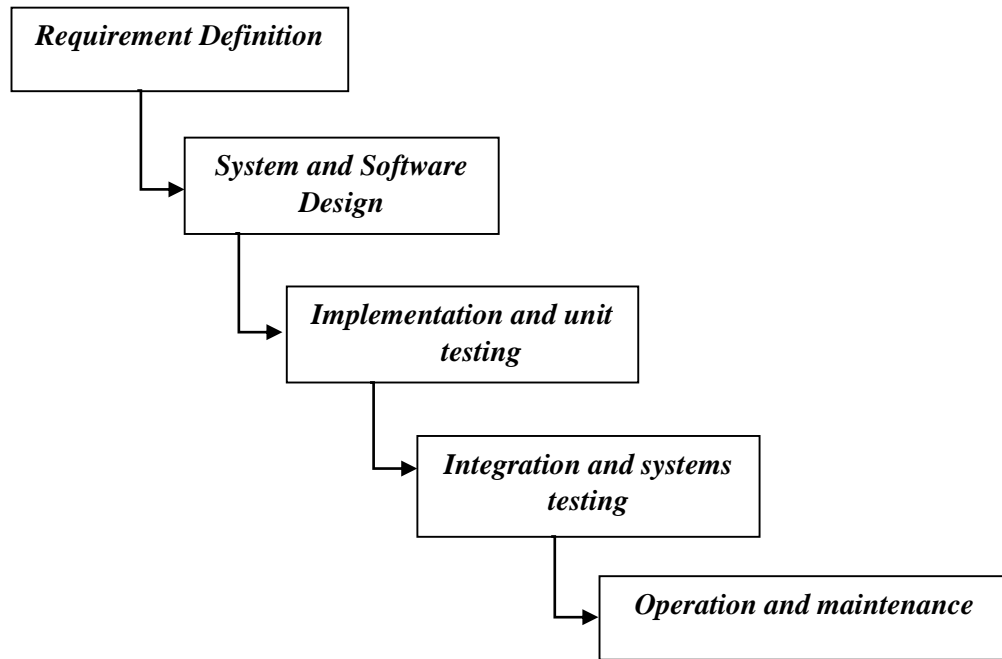 Requirement Definition
System and Software
Design
Implementation and unit
testing
Integration and systems
testing
Operation and maintenance